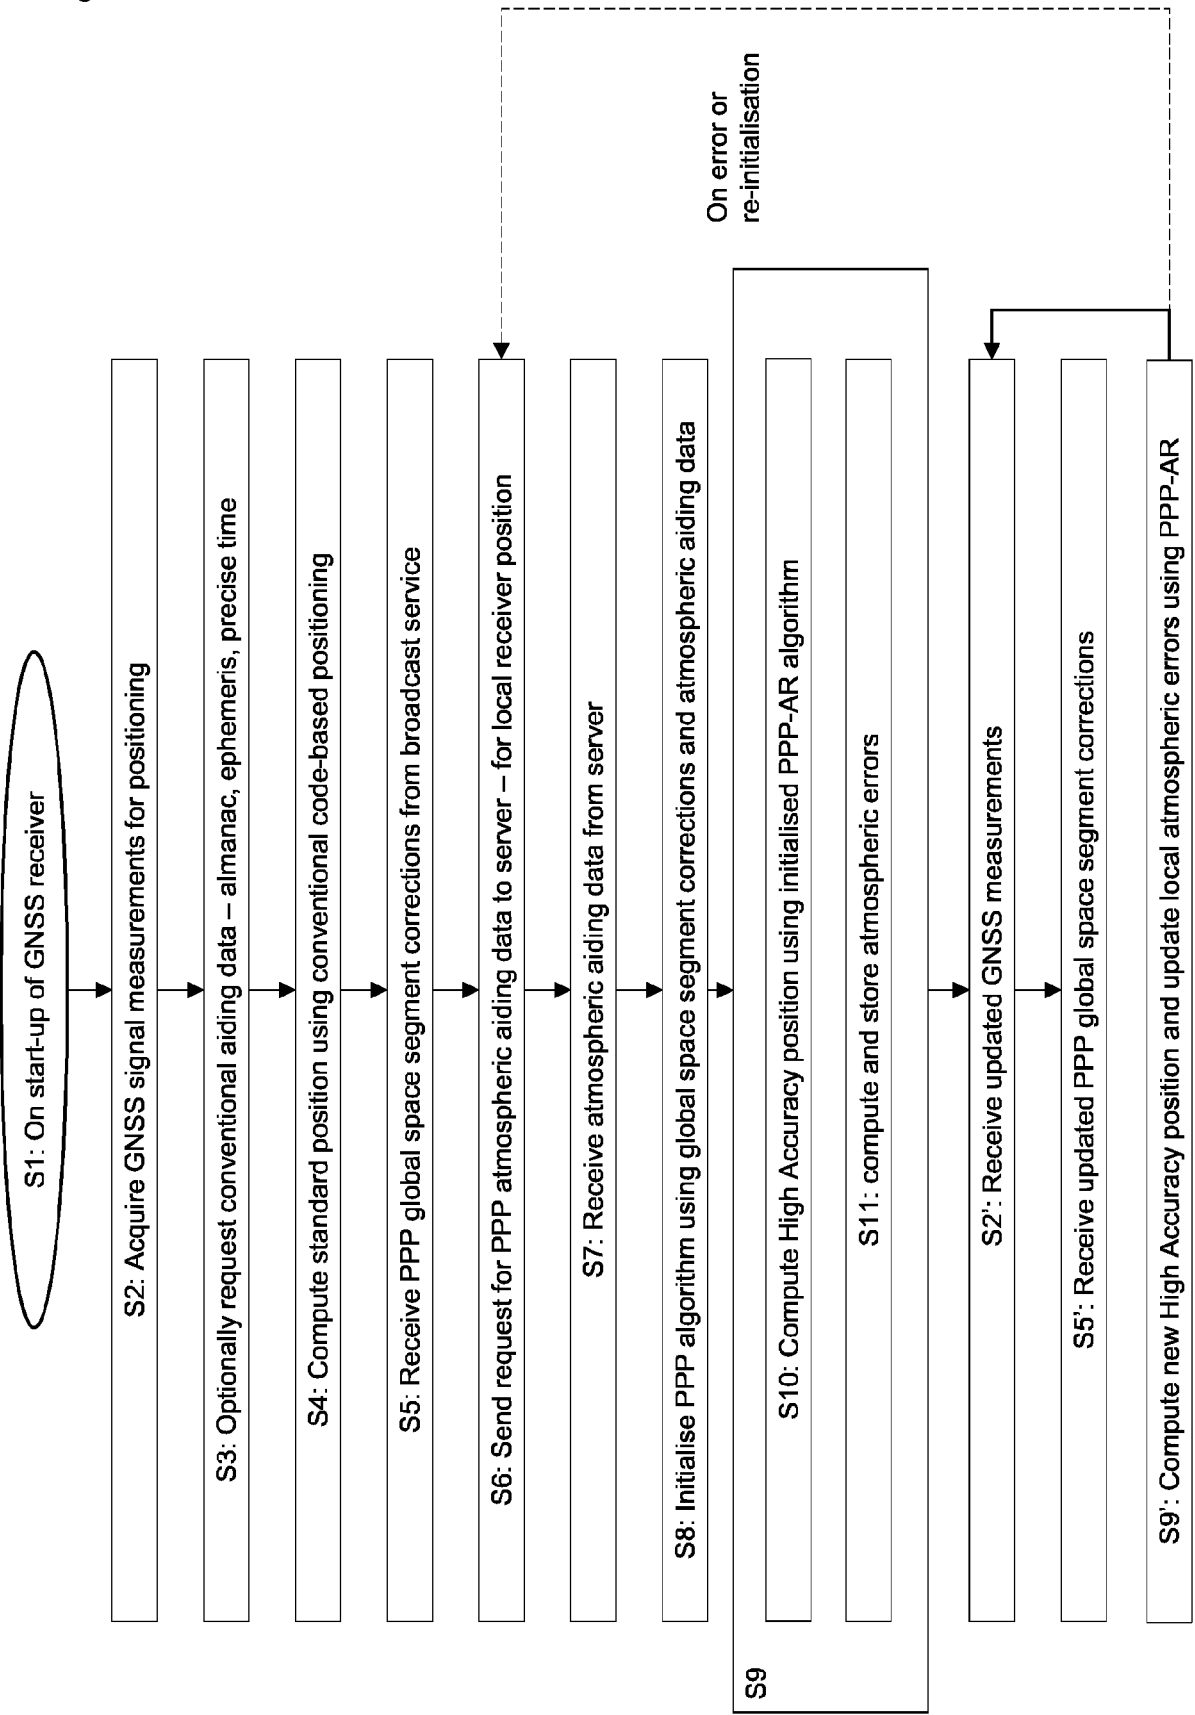 S1: On start-up of GNSS receiver
S2: Acquire GNSS signal measurements for positioning
S3: Optionally request conventional aiding data – almanac, ephemeris, precise time
S4: Compute standard position using conventional code-based positioning
S5: Receive PPP global space segment corrections from broadcast service
S6: Send request for PPP atmospheric aiding data to server – for local receiver position
S7: Receive atmospheric aiding data from server
S8: Initialise PPP algorithm using global space segment corrections and atmospheric aiding data
On error or
re-initialisation
S9
S10: Compute High Accuracy position using initialised PPP-AR algorithm
S11: compute and store atmospheric errors
S2': Receive updated GNSS measurements
S5': Receive updated PPP global space segment corrections
S9': Compute new High Accuracy position and update local atmospheric errors using PPP-AR